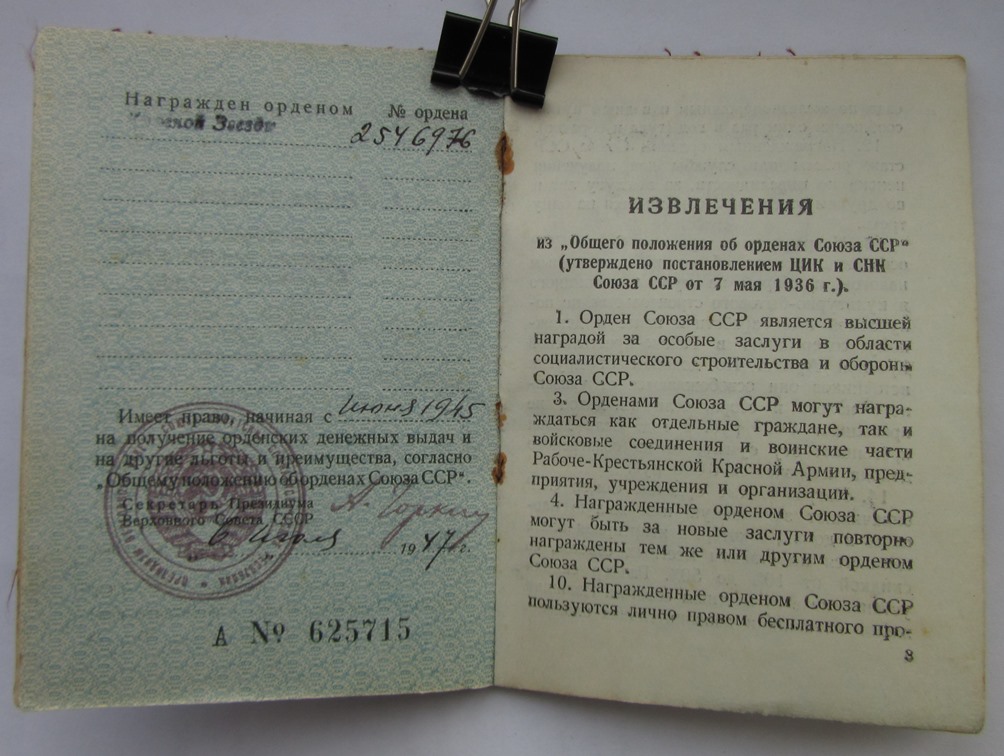 Награжден орденом № ордена
Звезды 2546976
Имеет право, начиная с июня 1945
на получение орденских денежных выдач и
на другие льготы и преимущества, согласно
„Общему положению об орденах Союза ССР“.
Секретарь Президиума
Верховного Совета СССР А. Горкин
6 июля 1947 г.
А № 625715
ИЗВЛЕЧЕНИЯ
из „Общего положения об орденах Союза ССР“
(утверждено постановлением ЦИК и СНК
Союза ССР от 7 мая 1936 г.).
1. Орден Союза ССР является высшей
наградой за особые заслуги в области
социалистического строительства и обороны
Союза ССР.
3. Орденами Союза ССР могут награ-
ждаться как отдельные граждане, так и
войсковые соединения и воинские части
Рабоче-Крестьянской Красной Армии, пред-
приятия, учреждения и организации.
4. Награжденные орденом Союза ССР
могут быть за новые заслуги повторно
награждены тем же или другим орденом
Союза ССР.
10. Награжденные орденом Союза ССР
пользуются лично правом бесплатного про-
3